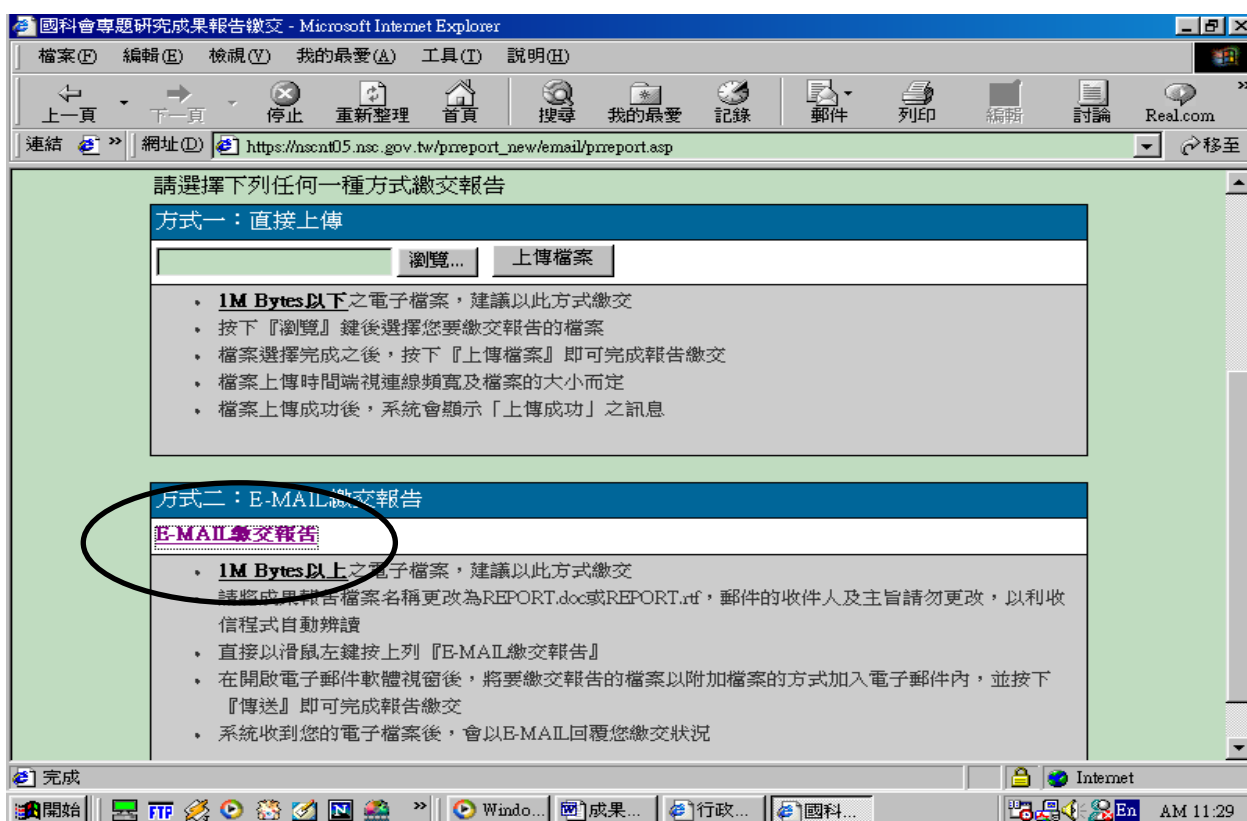 國科會專題研究成果報告繳交 - Microsoft Internet Explorer
檔案(F) 編輯(E) 檢視(V) 我的最愛(A) 工具(T) 說明(H)
上一頁 下一頁 停止 重新整理 首頁 搜尋 我的最愛 記錄 郵件 列印 編輯 討論 Real.com
連結 » 網址(D) https://nscnt05.nsc.gov.tw/prreport_new/email/prreport.asp 移至
請選擇下列任何一種方式繳交報告
方式一：直接上傳
瀏覽... 上傳檔案
• 1M Bytes以下之電子檔案，建議以此方式繳交
• 按下『瀏覽』鍵後選擇您要繳交報告的檔案
• 檔案選擇完成之後，按下『上傳檔案』即可完成報告繳交
• 檔案上傳時間端視連線頻寬及檔案的大小而定
• 檔案上傳成功後，系統會顯示「上傳成功」之訊息
方式二：E-MAIL繳交報告
E-MAIL繳交報告
• 1M Bytes以上之電子檔案，建議以此方式繳交
• 請將成果報告檔案名稱更改為REPORT.doc或REPORT.rtf，郵件的收件人及主旨請勿更改，以利收
信程式自動辨讀
• 直接以滑鼠左鍵按上列『E-MAIL繳交報告』
• 在開啟電子郵件軟體視窗後，將要繳交報告的檔案以附加檔案的方式加入電子郵件內，並按下
『傳送』即可完成報告繳交
• 系統收到您的電子檔案後，會以E-MAIL回覆您繳交狀況
完成 Internet
開始 FTP » Windo... 成果... 行政... 國科... En AM 11:29